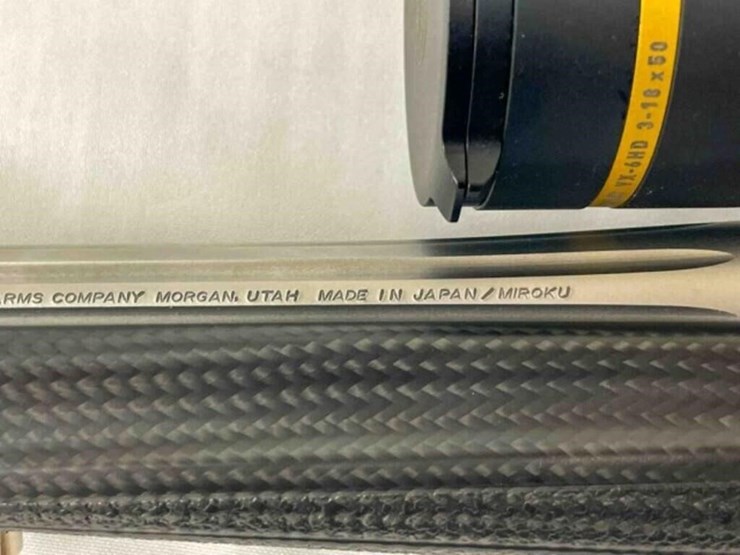 VX-6HD 3-18x50
ARMS COMPANY MORGAN, UTAH MADE IN JAPAN/MIROKU